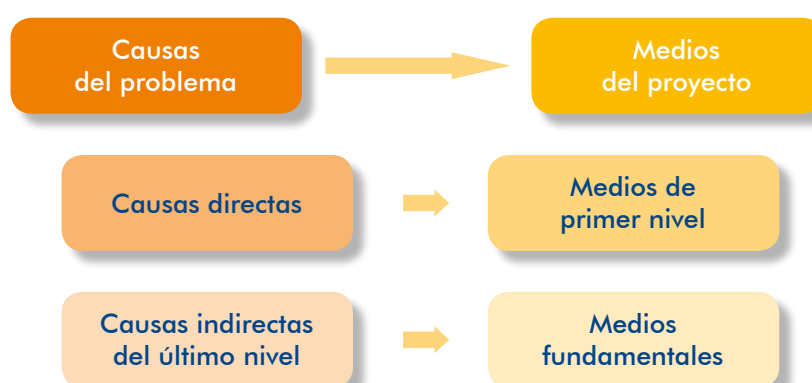 Causas
del problema
Medios
del proyecto
Causas directas
Medios de
primer nivel
Causas indirectas
del último nivel
Medios
fundamentales